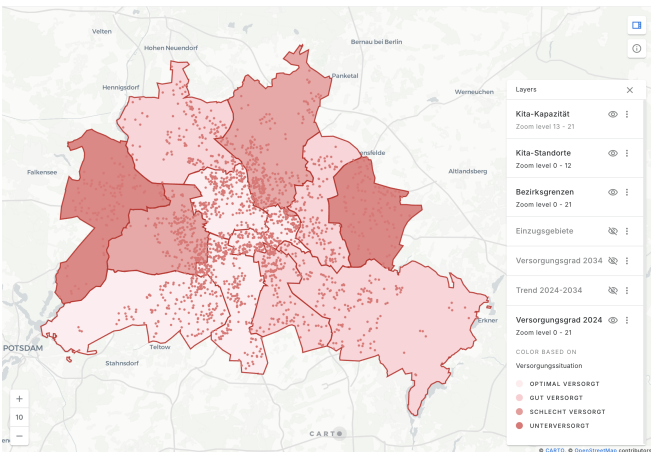 Velten
Bernau bei Berlin
Hohen Neuendorf
Panketal
Hennigsdorf
Werneuchen
Falkensee
Altlandsberg
Erkner
POTSDAM
Teltow
Stahnsdorf
+
10
−
CARTO
Layers
Kita-Kapazität
Zoom level 13 - 21
Kita-Standorte
Zoom level 0 - 12
Bezirksgrenzen
Zoom level 0 - 21
Einzugsgebiete
Versorgungsgrad 2034
Trend 2024-2034
Versorgungsgrad 2024
Zoom level 0 - 21
COLOR BASED ON
Versorgungssituation
OPTIMAL VERSORGT
GUT VERSORGT
SCHLECHT VERSORGT
UNTERVERSORGT
© CARTO, © OpenStreetMap contributors